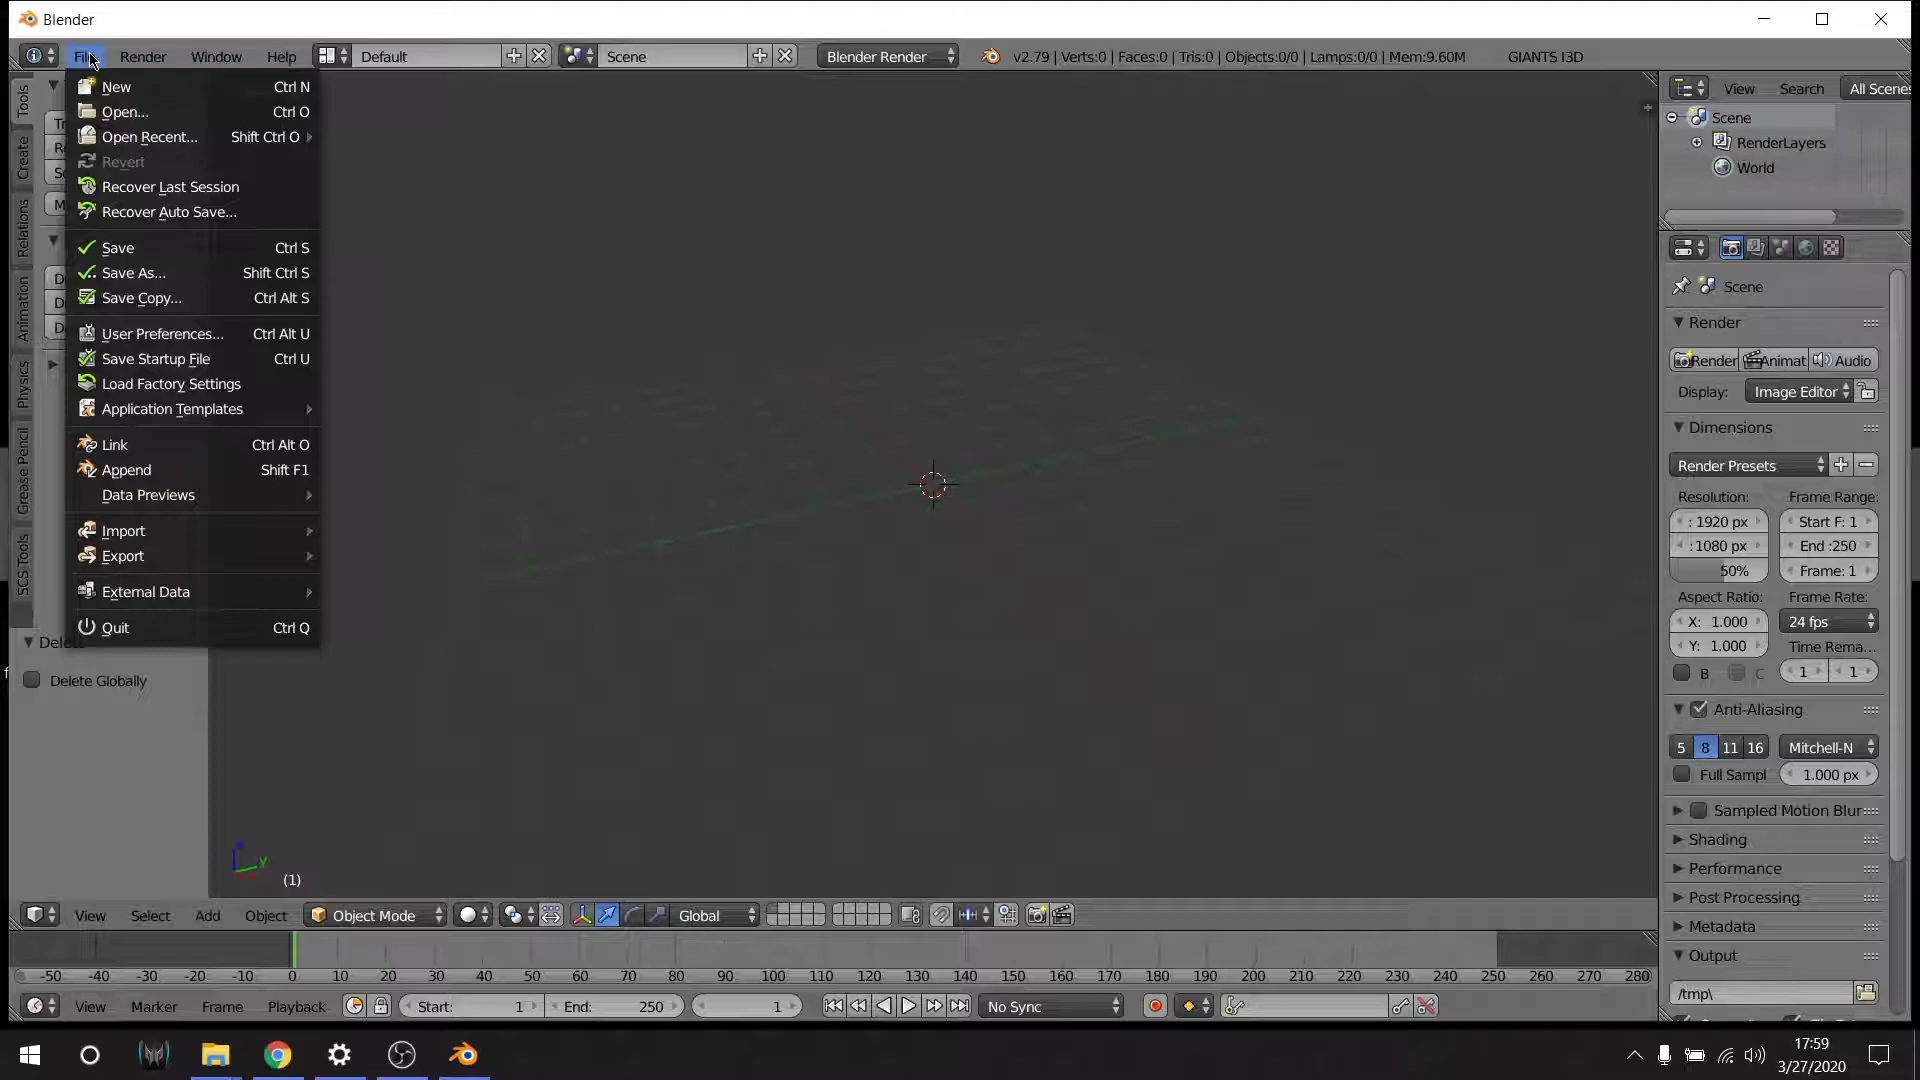 Blender
File Render Window Help Default Scene Blender Render v2.79 | Verts:0 | Faces:0 | Tris:0 | Objects:0/0 | Lamps:0/0 | Mem:9.60M GIANTS I3D
New Ctrl N
Open... Ctrl O
Open Recent... Shift Ctrl O
Revert
Recover Last Session
Recover Auto Save...
Save Ctrl S
Save As... Shift Ctrl S
Save Copy... Ctrl Alt S
User Preferences... Ctrl Alt U
Save Startup File Ctrl U
Load Factory Settings
Application Templates
Link Ctrl Alt O
Append Shift F1
Data Previews
Import
Export
External Data
Quit Ctrl Q
Tools
Create
Relations
Animation
Physics
Grease Pencil
SCS Tools
Delete
Delete Globally
y
(1)
View Search All Scenes
Scene
RenderLayers
World
Scene
Render
Render Animat Audio
Display: Image Editor
Dimensions
Render Presets
Resolution: Frame Range:
: 1920 px Start F: 1
: 1080 px End :250
50% Frame: 1
Aspect Ratio: Frame Rate:
X: 1.000 24 fps
Y: 1.000 Time Rema...
B C 1 1
Anti-Aliasing
5 8 11 16 Mitchell-N
Full Sampl 1.000 px
Sampled Motion Blur
Shading
Performance
Post Processing
Metadata
Output
/tmp\
View Select Add Object Object Mode Global
-50 -40 -30 -20 -10 0 10 20 30 40 50 60 70 80 90 100 110 120 130 140 150 160 170 180 190 200 210 220 230 240 250 260 270 280
View Marker Frame Playback Start: 1 End: 250 1 No Sync
17:59
3/27/2020